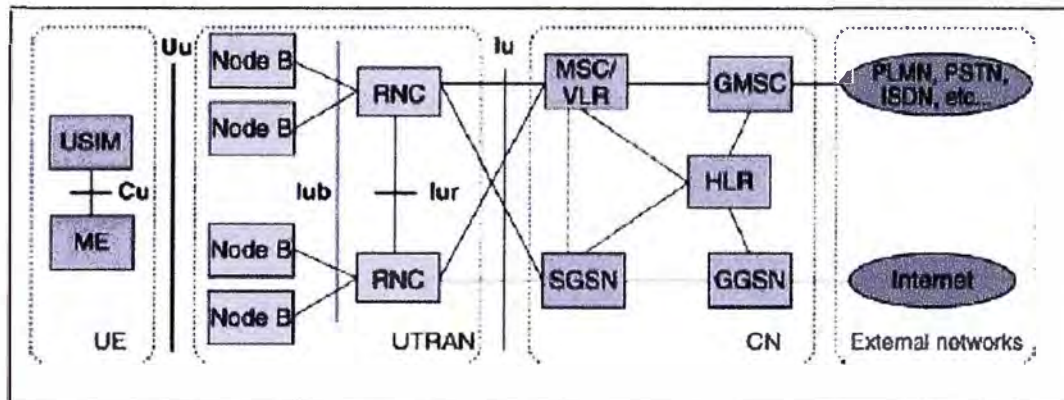 Uu
Iu
Node B
Node B
RNC
MSC/
VLR
GMSC
PLMN, PSTN,
ISDN, etc...
USIM
Cu
ME
Iub
Iur
HLR
Node B
Node B
RNC
SGSN
GGSN
Internet
UE
UTRAN
CN
External networks